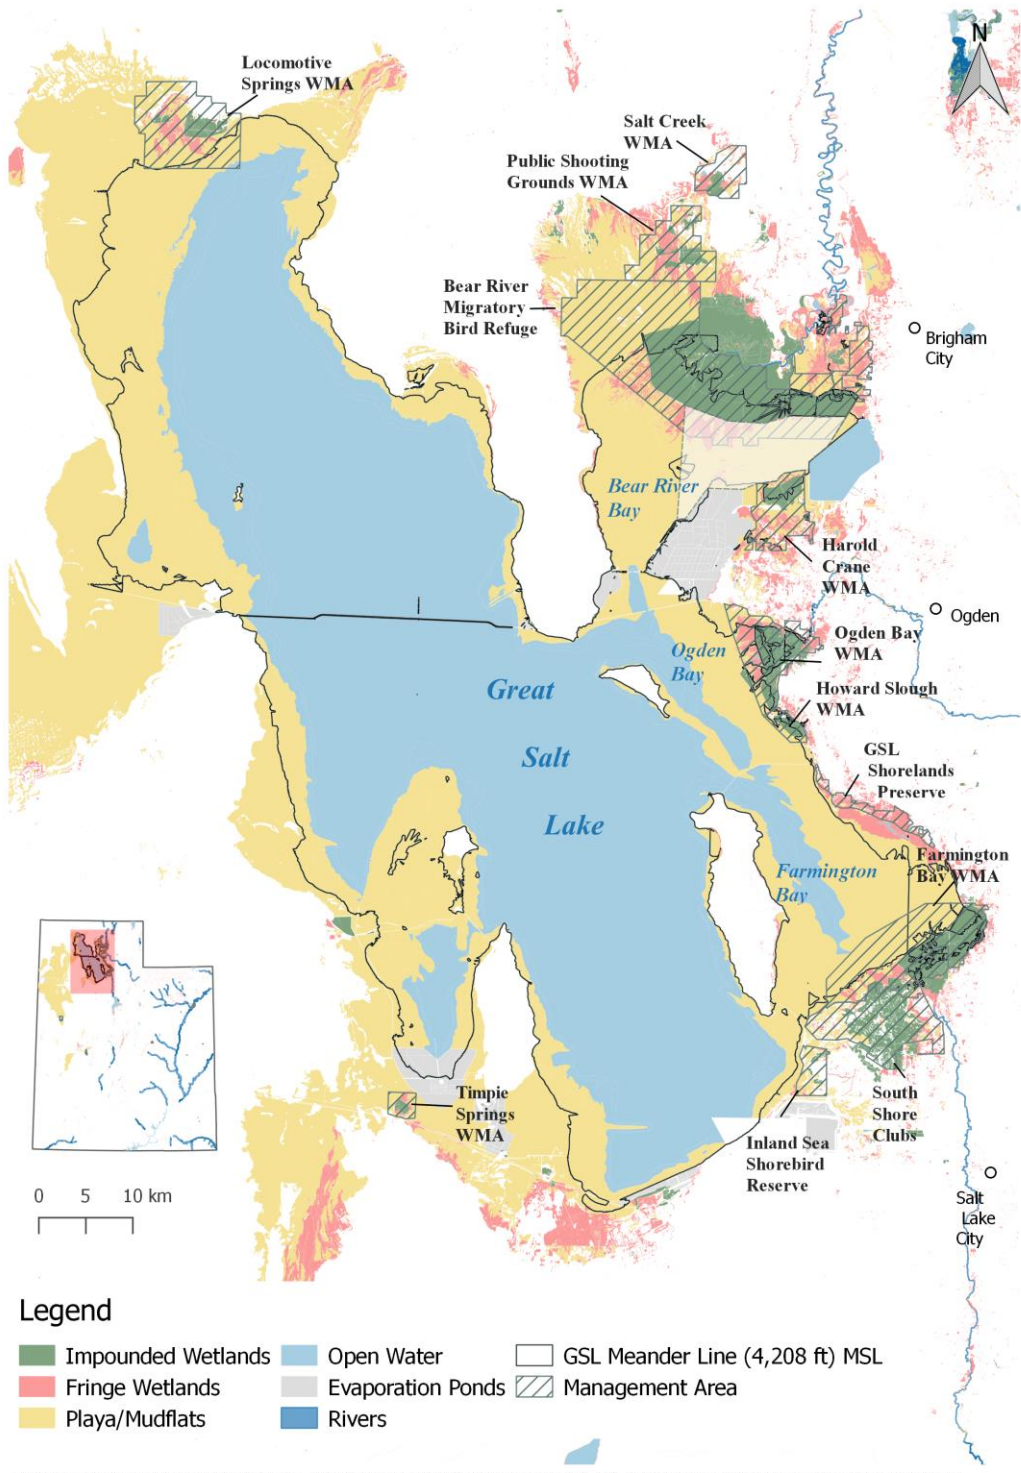 N
Locomotive
Springs WMA
Salt Creek
WMA
Public Shooting
Grounds WMA
Bear River
Migratory
Bird Refuge
Brigham
City
Bear River
Bay
Harold
Crane
WMA
Ogden
Ogden Bay
WMA
Ogden
Bay
Howard Slough
WMA
Great
Salt
Lake
GSL
Shorelands
Preserve
Farmington
Bay WMA
Farmington
Bay
Timpie
Springs
WMA
South
Shore
Clubs
Inland Sea
Shorebird
Reserve
Salt
Lake
City
0 5 10 km
Legend
Impounded Wetlands
Fringe Wetlands
Playa/Mudflats
Open Water
Evaporation Ponds
Rivers
GSL Meander Line (4,208 ft) MSL
Management Area